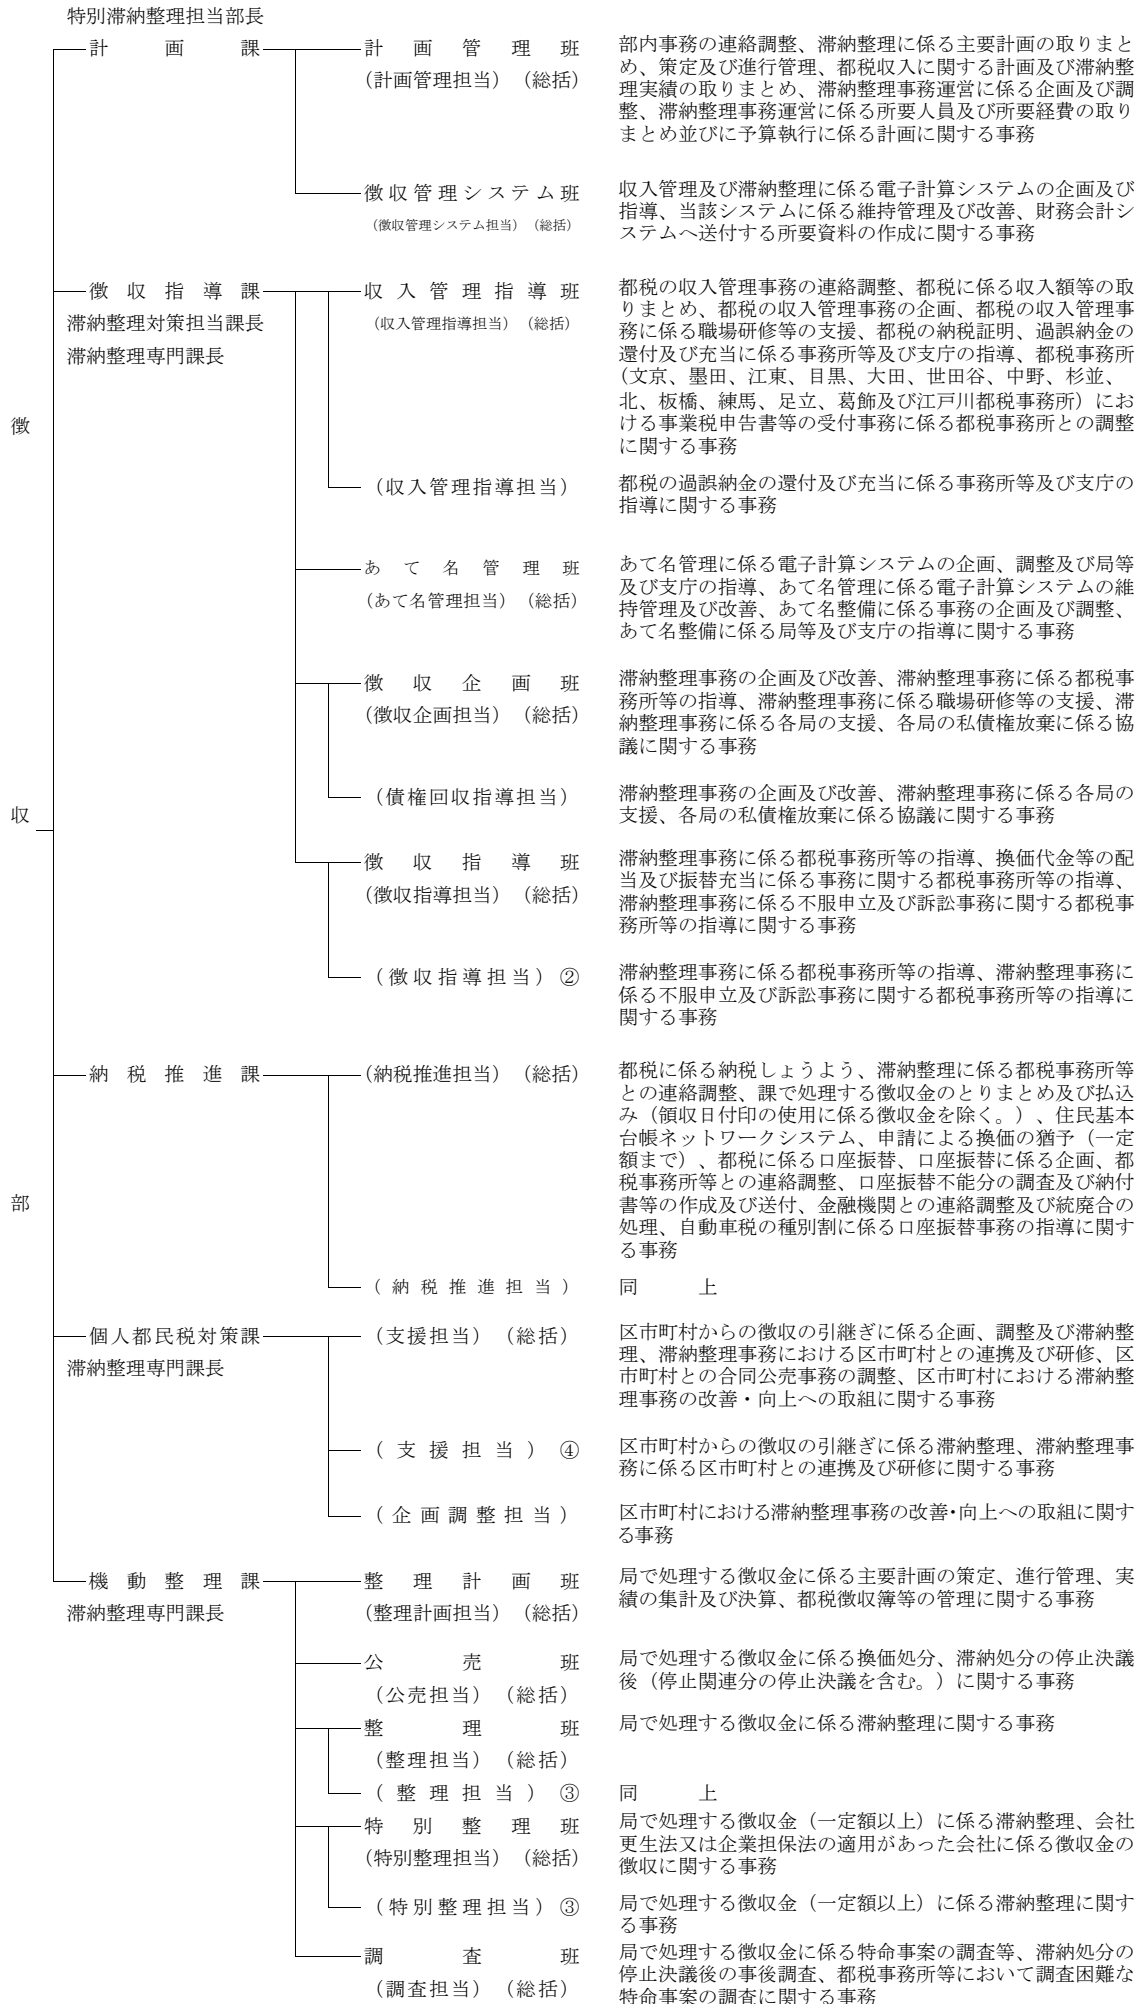 特別滞納整理担当部長
計画課
計画管理班
(計画管理担当)(総括)
部内事務の連絡調整、滞納整理に係る主要計画の取りまと
め、策定及び進行管理、都税収入に関する計画及び滞納整
理実績の取りまとめ、滞納整理事務運営に係る企画及び調
整、滞納整理事務運営に係る所要人員及び所要経費の取り
まとめ並びに予算執行に係る計画に関する事務
徴収管理システム班
(徴収管理システム担当)(総括)
収入管理及び滞納整理に係る電子計算システムの企画及び
指導、当該システムに係る維持管理及び改善、財務会計シ
ステムへ送付する所要資料の作成に関する事務
徴収指導課
滞納整理対策担当課長
滞納整理専門課長
収入管理指導班
(収入管理指導担当)(総括)
都税の収入管理事務の連絡調整、都税に係る収入額等の取
りまとめ、都税の収入管理事務の企画、都税の収入管理事
務に係る職場研修等の支援、都税の納税証明、過誤納金の
還付及び充当に係る事務所等及び支庁の指導、都税事務所
(文京、墨田、江東、目黒、大田、世田谷、中野、杉並、
北、板橋、練馬、足立、葛飾及び江戸川都税事務所)にお
ける事業税申告書等の受付事務に係る都税事務所との調整
に関する事務
徴
(収入管理指導担当)
都税の過誤納金の還付及び充当に係る事務所等及び支庁の
指導に関する事務
あて名管理班
(あて名管理担当)(総括)
あて名管理に係る電子計算システムの企画、調整及び局等
及び支庁の指導、あて名管理に係る電子計算システムの維
持管理及び改善、あて名整備に係る事務の企画及び調整、
あて名整備に係る局等及び支庁の指導に関する事務
徴収企画班
(徴収企画担当)(総括)
滞納整理事務の企画及び改善、滞納整理事務に係る都税事
務所等の指導、滞納整理事務に係る職場研修等の支援、滞
納整理事務に係る各局の支援、各局の私債権放棄に係る協
議に関する事務
(債権回収指導担当)
滞納整理事務の企画及び改善、滞納整理事務に係る各局の
支援、各局の私債権放棄に係る協議に関する事務
収
徴収指導班
(徴収指導担当)(総括)
滞納整理事務に係る都税事務所等の指導、換価代金等の配
当及び振替充当に係る事務に関する都税事務所等の指導、
滞納整理事務に係る不服申立及び訴訟事務に関する都税事
務所等の指導に関する事務
(徴収指導担当)②
滞納整理事務に係る都税事務所等の指導、滞納整理事務に
係る不服申立及び訴訟事務に関する都税事務所等の指導に
関する事務
納税推進課
(納税推進担当)(総括)
都税に係る納税しょうよう、滞納整理に係る都税事務所等
との連絡調整、課で処理する徴収金のとりまとめ及び払込
み(領収日付印の使用に係る徴収金を除く。)、住民基本
台帳ネットワークシステム、申請による換価の猶予(一定
額まで)、都税に係る口座振替、口座振替に係る企画、都
税事務所等との連絡調整、口座振替不能分の調査及び納付
書等の作成及び送付、金融機関との連絡調整及び統廃合の
処理、自動車税の種別割に係る口座振替事務の指導に関す
る事務
部
(納税推進担当)
同上
個人都民税対策課
滞納整理専門課長
(支援担当)(総括)
区市町村からの徴収の引継ぎに係る企画、調整及び滞納整
理、滞納整理事務における区市町村との連携及び研修、区
市町村との合同公売事務の調整、区市町村における滞納整
理事務の改善・向上への取組に関する事務
(支援担当)④
区市町村からの徴収の引継ぎに係る滞納整理、滞納整理事
務に係る区市町村との連携及び研修に関する事務
(企画調整担当)
区市町村における滞納整理事務の改善・向上への取組に関す
る事務
機動整理課
滞納整理専門課長
整理計画班
(整理計画担当)(総括)
局で処理する徴収金に係る主要計画の策定、進行管理、実
績の集計及び決算、都税徴収簿等の管理に関する事務
公売班
(公売担当)(総括)
局で処理する徴収金に係る換価処分、滞納処分の停止決議
後(停止関連分の停止決議を含む。)に関する事務
整理班
(整理担当)(総括)
局で処理する徴収金に係る滞納整理に関する事務
(整理担当)③
同上
特別整理班
(特別整理担当)(総括)
局で処理する徴収金(一定額以上)に係る滞納整理、会社
更生法又は企業担保法の適用があった会社に係る徴収金の
徴収に関する事務
(特別整理担当)③
局で処理する徴収金(一定額以上)に係る滞納整理に関す
る事務
調査班
(調査担当)(総括)
局で処理する徴収金に係る特命事案の調査等、滞納処分の
停止決議後の事後調査、都税事務所等において調査困難な
特命事案の調査に関する事務